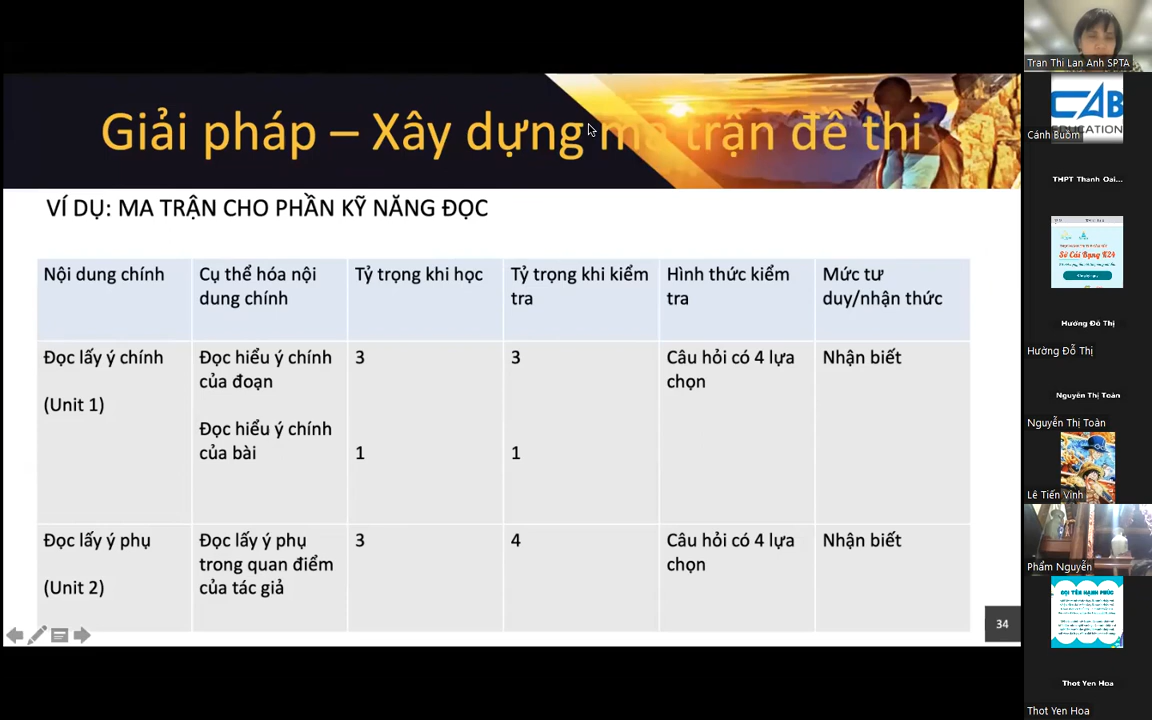 Giải pháp – Xây dựng ma trận đề thi
VÍ DỤ: MA TRẬN CHO PHẦN KỸ NĂNG ĐỌC
Nội dung chính
Cụ thể hóa nội
dung chính
Tỷ trọng khi học
Tỷ trọng khi kiểm
tra
Hình thức kiểm
tra
Mức tư
duy/nhận thức
Đọc lấy ý chính
(Unit 1)
Đọc hiểu ý chính
của đoạn
Đọc hiểu ý chính
của bài
3
1
3
1
Câu hỏi có 4 lựa
chọn
Nhận biết
Đọc lấy ý phụ
(Unit 2)
Đọc lấy ý phụ
trong quan điểm
của tác giả
3
4
Câu hỏi có 4 lựa
chọn
Nhận biết
34
Tran Thi Lan Anh SPTA
CAB
EDUCATION
Cánh Buồm
THPT Thanh Oai...
Hường Đỗ Thị
Hường Đỗ Thị
Nguyễn Thị Toàn
Nguyễn Thị Toàn
Lê Tiến Vinh
Phẩm Nguyễn
Thot Yen Hoa
Thot Yen Hoa